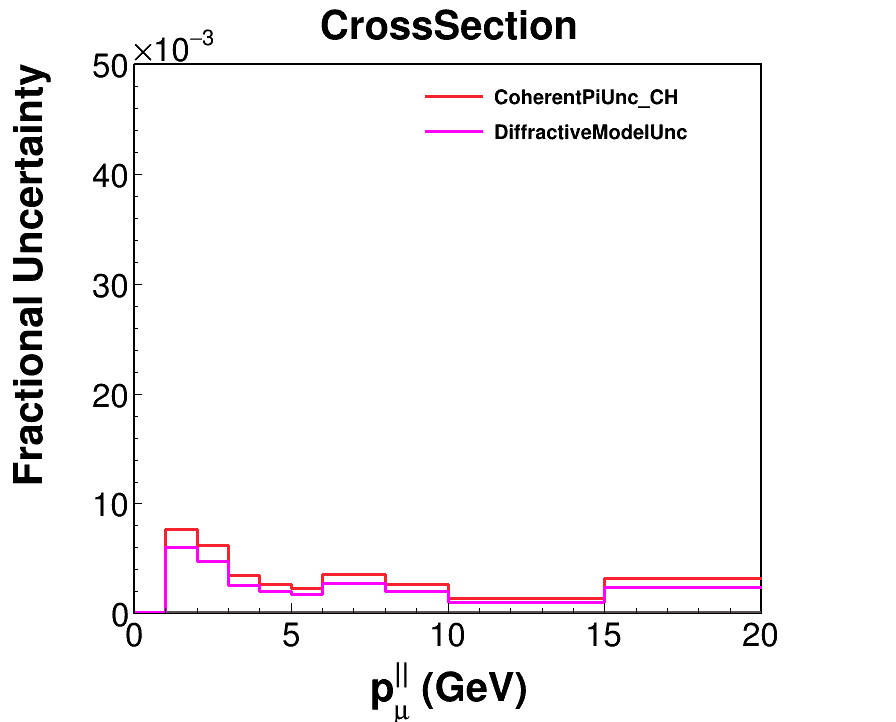 CrossSection
×10⁻³
50
40
30
20
10
0
Fractional Uncertainty
CoherentPiUnc_CH
DiffractiveModelUnc
0 5 10 15 20
p_μ^|| (GeV)